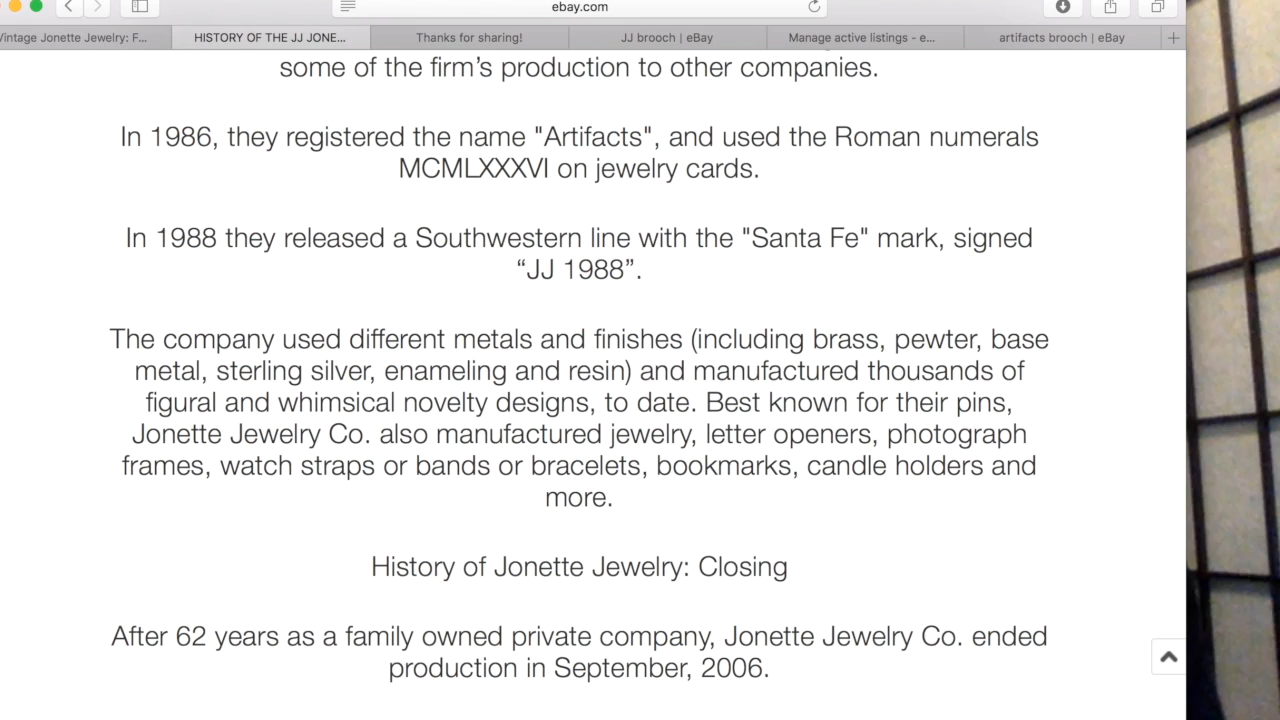 ebay.com
Vintage Jonette Jewelry: F...
HISTORY OF THE JJ JONE...
Thanks for sharing!
JJ brooch | eBay
Manage active listings - e...
artifacts brooch | eBay
some of the firm's production to other companies.
In 1986, they registered the name "Artifacts", and used the Roman numerals
MCMLXXXVI on jewelry cards.
In 1988 they released a Southwestern line with the "Santa Fe" mark, signed
“JJ 1988”.
The company used different metals and finishes (including brass, pewter, base
metal, sterling silver, enameling and resin) and manufactured thousands of
figural and whimsical novelty designs, to date. Best known for their pins,
Jonette Jewelry Co. also manufactured jewelry, letter openers, photograph
frames, watch straps or bands or bracelets, bookmarks, candle holders and
more.
History of Jonette Jewelry: Closing
After 62 years as a family owned private company, Jonette Jewelry Co. ended
production in September, 2006.